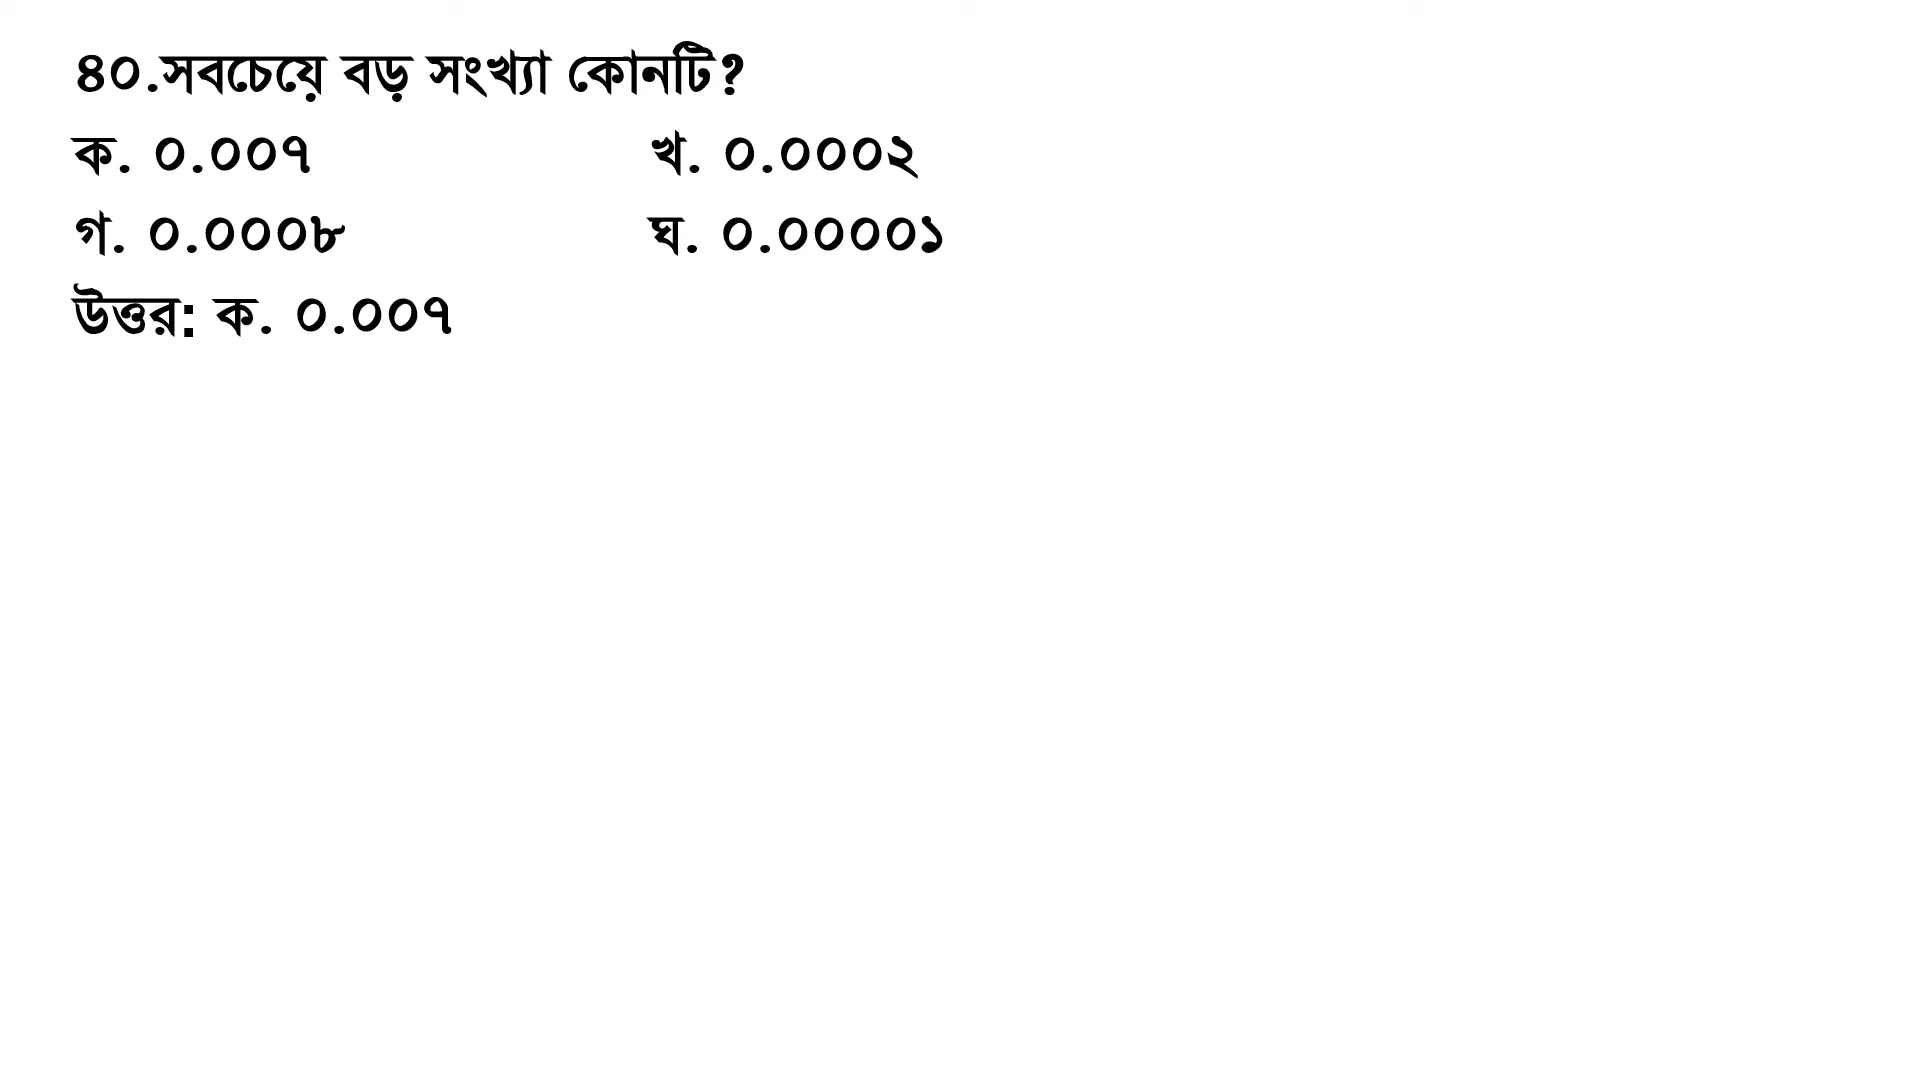 ৪০.সবচেয়ে বড় সংখ্যা কোনটি?
ক. ০.০০৭ খ. ০.০০০২
গ. ০.০০০৮ ঘ. ০.০০০০১
উত্তর: ক. ০.০০৭